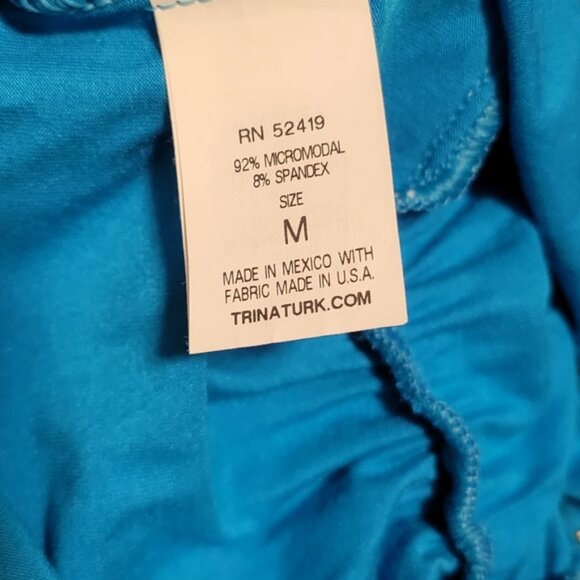 RN 52419
92% MICROMODAL
8% SPANDEX
SIZE
M
MADE IN MEXICO WITH
FABRIC MADE IN U.S.A.
TRINATURK.COM